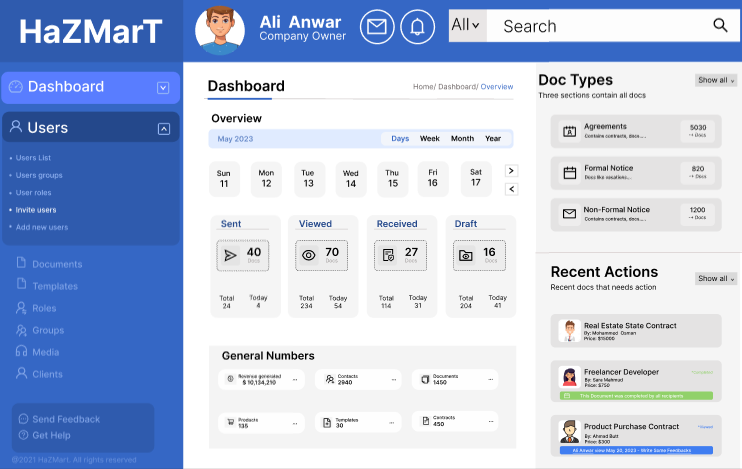 HaZMarT
Ali Anwar
Company Owner
All
Search
Dashboard
Users
Users List
Users groups
User roles
Invite users
Add new users
Documents
Templates
Roles
Groups
Media
Clients
Send Feedback
Get Help
@2021 HazMart. All rights reserved
Dashboard
Home/ Dashboard/ Overview
Overview
May 2023
Days Week Month Year
Sun Mon Tue Wed Thu Fri Sat
11 12 13 14 15 16 17
> <
Sent
40
Docs
Total Today
24 4
Viewed
70
Docs
Total Today
234 54
Received
27
Docs
Total Today
114 31
Draft
16
Docs
Total Today
204 41
General Numbers
Revenue generated
$ 10,134,210
Contacts
2940
Documents
1450
Products
135
Templates
30
Contracts
450
Doc Types
Show all
Three sections contain all docs
Agreements
Contains contracts, docs....
5030
Docs
Formal Notice
Docs like vacations...
820
Docs
Non-Formal Notice
Contains contracts, docs....
1200
Docs
Recent Actions
Show all
Recent docs that needs action
Real Estate State Contract
By: Mohammed Osman
Price: $15000
Freelancer Developer
By: Sara Mahmud
Price: $750
This Document was completed by all recipients
Product Purchase Contract
By: Ahmed Butt
Price: $300
Ali Anwar view May 20, 2023 - Write Some Feedbacks